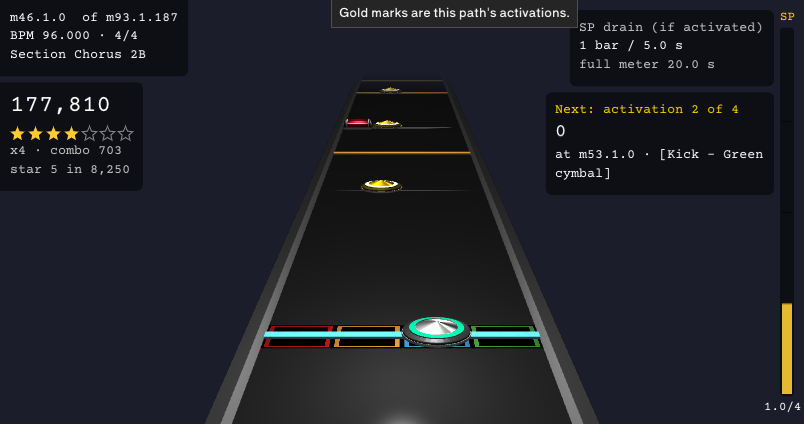 Gold marks are this path's activations.
m46.1.0  of m93.1.187
BPM 96.000 · 4/4
Section Chorus 2B
177,810
x4 · combo 703
star 5 in 8,250
SP drain (if activated)
1 bar / 5.0 s
full meter 20.0 s
Next: activation 2 of 4
0
at m53.1.0 · [Kick – Green
cymbal]
SP
1.0/4